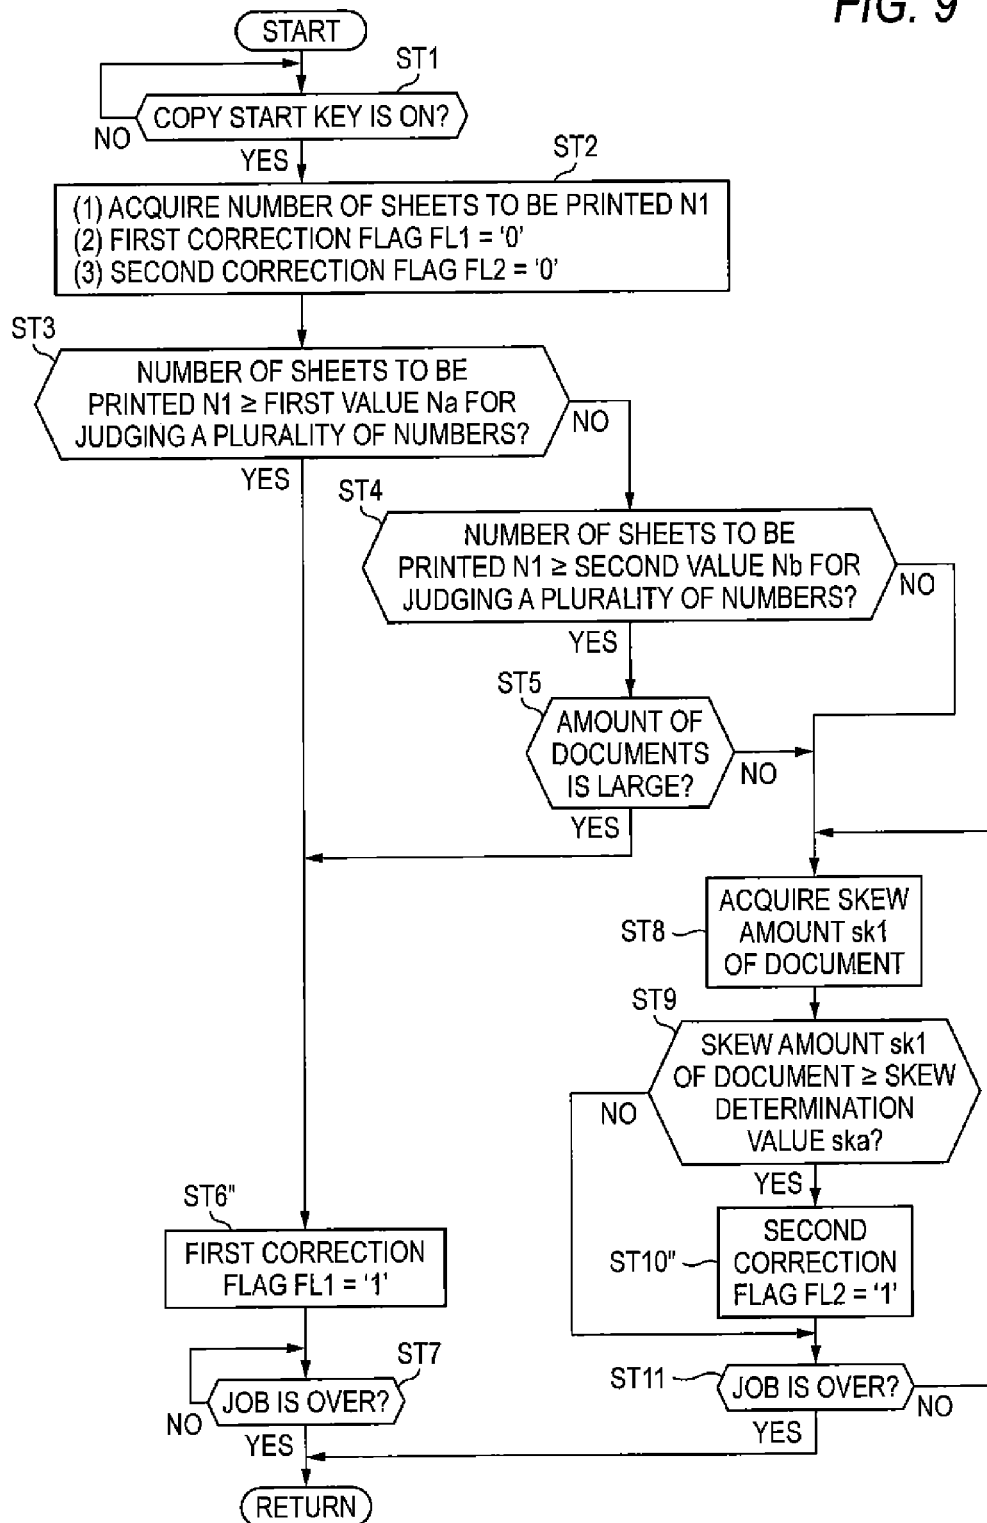 FIG. 9
START
ST1
COPY START KEY IS ON?
NO
YES
ST2
(1) ACQUIRE NUMBER OF SHEETS TO BE PRINTED N1
(2) FIRST CORRECTION FLAG FL1 = ‘0’
(3) SECOND CORRECTION FLAG FL2 = ‘0’
ST3
NUMBER OF SHEETS TO BE
PRINTED N1 ≥ FIRST VALUE Na FOR
JUDGING A PLURALITY OF NUMBERS?
NO
YES
ST4
NUMBER OF SHEETS TO BE
PRINTED N1 ≥ SECOND VALUE Nb FOR
JUDGING A PLURALITY OF NUMBERS?
NO
YES
ST5
AMOUNT OF
DOCUMENTS
IS LARGE?
NO
YES
ST8
ACQUIRE SKEW
AMOUNT sk1
OF DOCUMENT
ST9
SKEW AMOUNT sk1
OF DOCUMENT ≥ SKEW
DETERMINATION
VALUE ska?
NO
YES
ST6"
FIRST CORRECTION
FLAG FL1 = ‘1’
ST10"
SECOND
CORRECTION
FLAG FL2 = ‘1’
ST7
JOB IS OVER?
NO
YES
ST11
JOB IS OVER?
NO
YES
RETURN